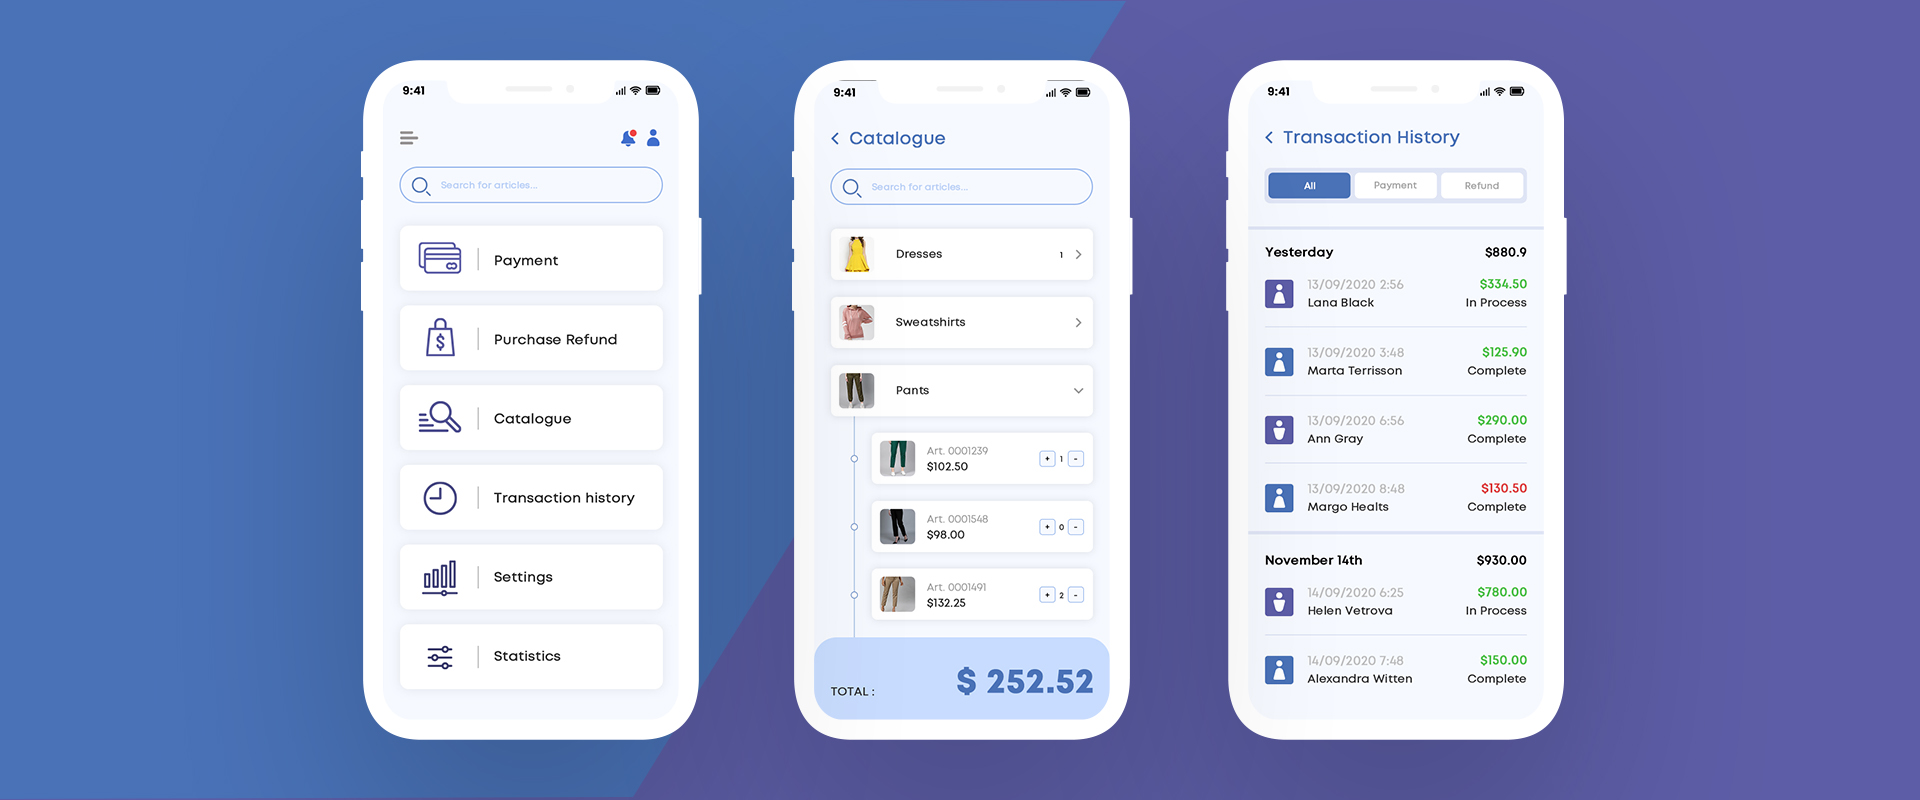 9:41
Search for articles...
Payment
Purchase Refund
$
Catalogue
Transaction history
Settings
Statistics
9:41
Catalogue
Search for articles...
Dresses 1
Sweatshirts
Pants
Art. 0001239
$102.50
+ 1 -
Art. 0001548
$98.00
+ 0 -
Art. 0001491
$132.25
+ 2 -
TOTAL : $ 252.52
9:41
Transaction History
All Payment Refund
Yesterday $880.9
13/09/2020 2:56 $334.50
Lana Black In Process
13/09/2020 3:48 $125.90
Marta Terrisson Complete
13/09/2020 6:56 $290.00
Ann Gray Complete
13/09/2020 8:48 $130.50
Margo Healts Complete
November 14th $930.00
14/09/2020 6:25 $780.00
Helen Vetrova In Process
14/09/2020 7:48 $150.00
Alexandra Witten Complete